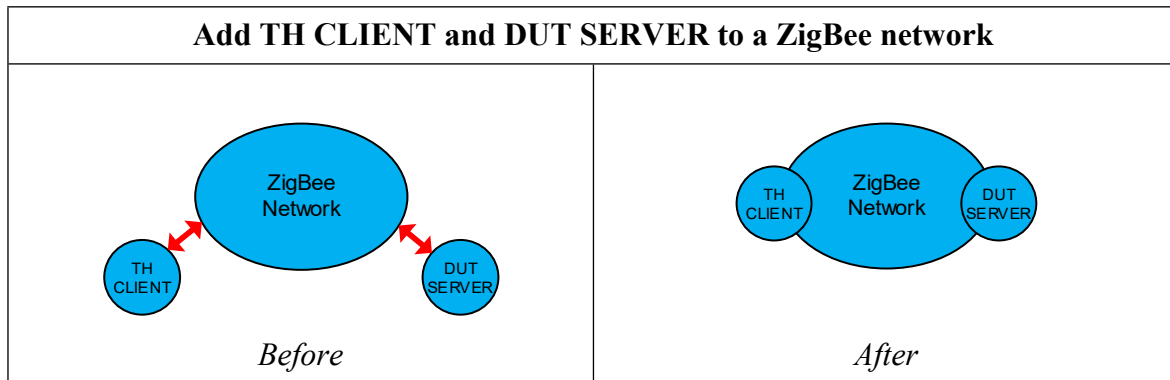 Add TH CLIENT and DUT SERVER to a ZigBee network
ZigBee
Network
TH
CLIENT
DUT
SERVER
Before
ZigBee
Network
TH
CLIENT
DUT
SERVER
After